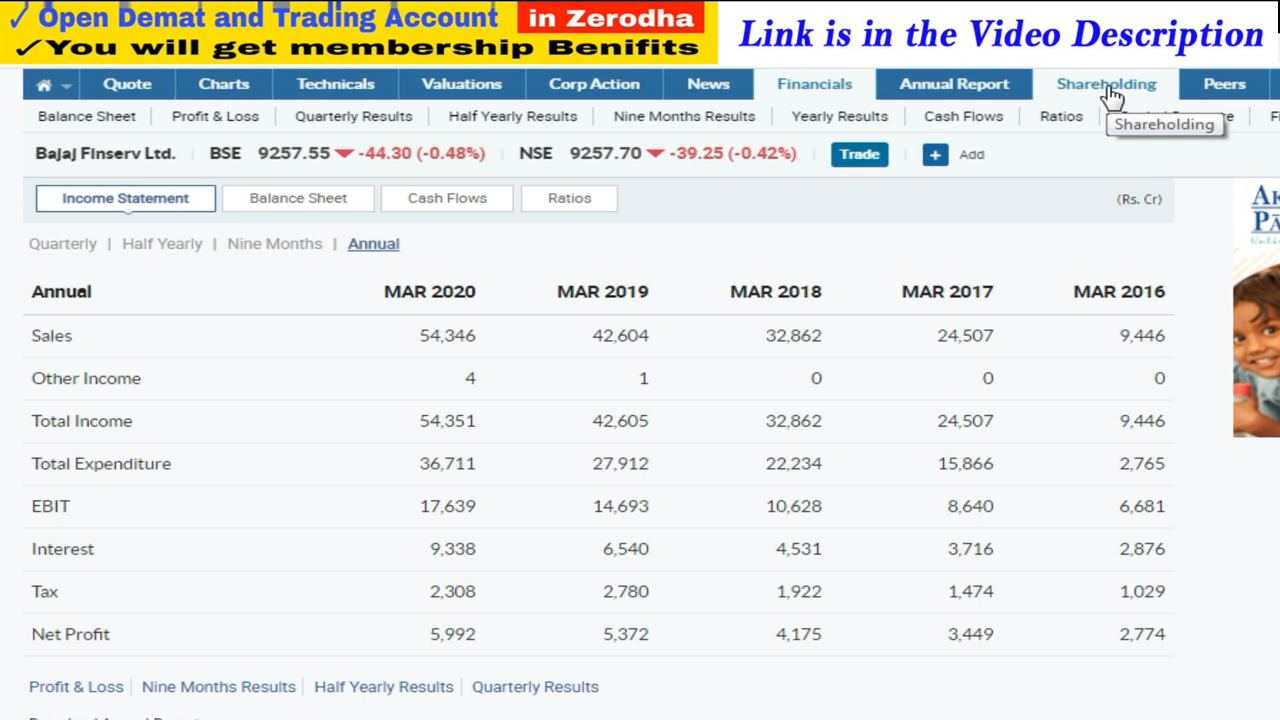 ✓ Open Demat and Trading Account in Zerodha
✓You will get membership Benifits
Link is in the Video Description
Quote Charts Technicals Valuations Corp Action News Financials Annual Report Shareholding Peers
Balance Sheet | Profit & Loss | Quarterly Results | Half Yearly Results | Nine Months Results | Yearly Results | Cash Flows | Ratios
Shareholding
Bajaj Finserv Ltd. BSE 9257.55 ▼ -44.30 (-0.48%) NSE 9257.70 ▼ -39.25 (-0.42%) Trade + Add
Income Statement Balance Sheet Cash Flows Ratios (Rs. Cr)
Quarterly | Half Yearly | Nine Months | Annual
Annual MAR 2020 MAR 2019 MAR 2018 MAR 2017 MAR 2016
Sales 54,346 42,604 32,862 24,507 9,446
Other Income 4 1 0 0 0
Total Income 54,351 42,605 32,862 24,507 9,446
Total Expenditure 36,711 27,912 22,234 15,866 2,765
EBIT 17,639 14,693 10,628 8,640 6,681
Interest 9,338 6,540 4,531 3,716 2,876
Tax 2,308 2,780 1,922 1,474 1,029
Net Profit 5,992 5,372 4,175 3,449 2,774
Profit & Loss | Nine Months Results | Half Yearly Results | Quarterly Results